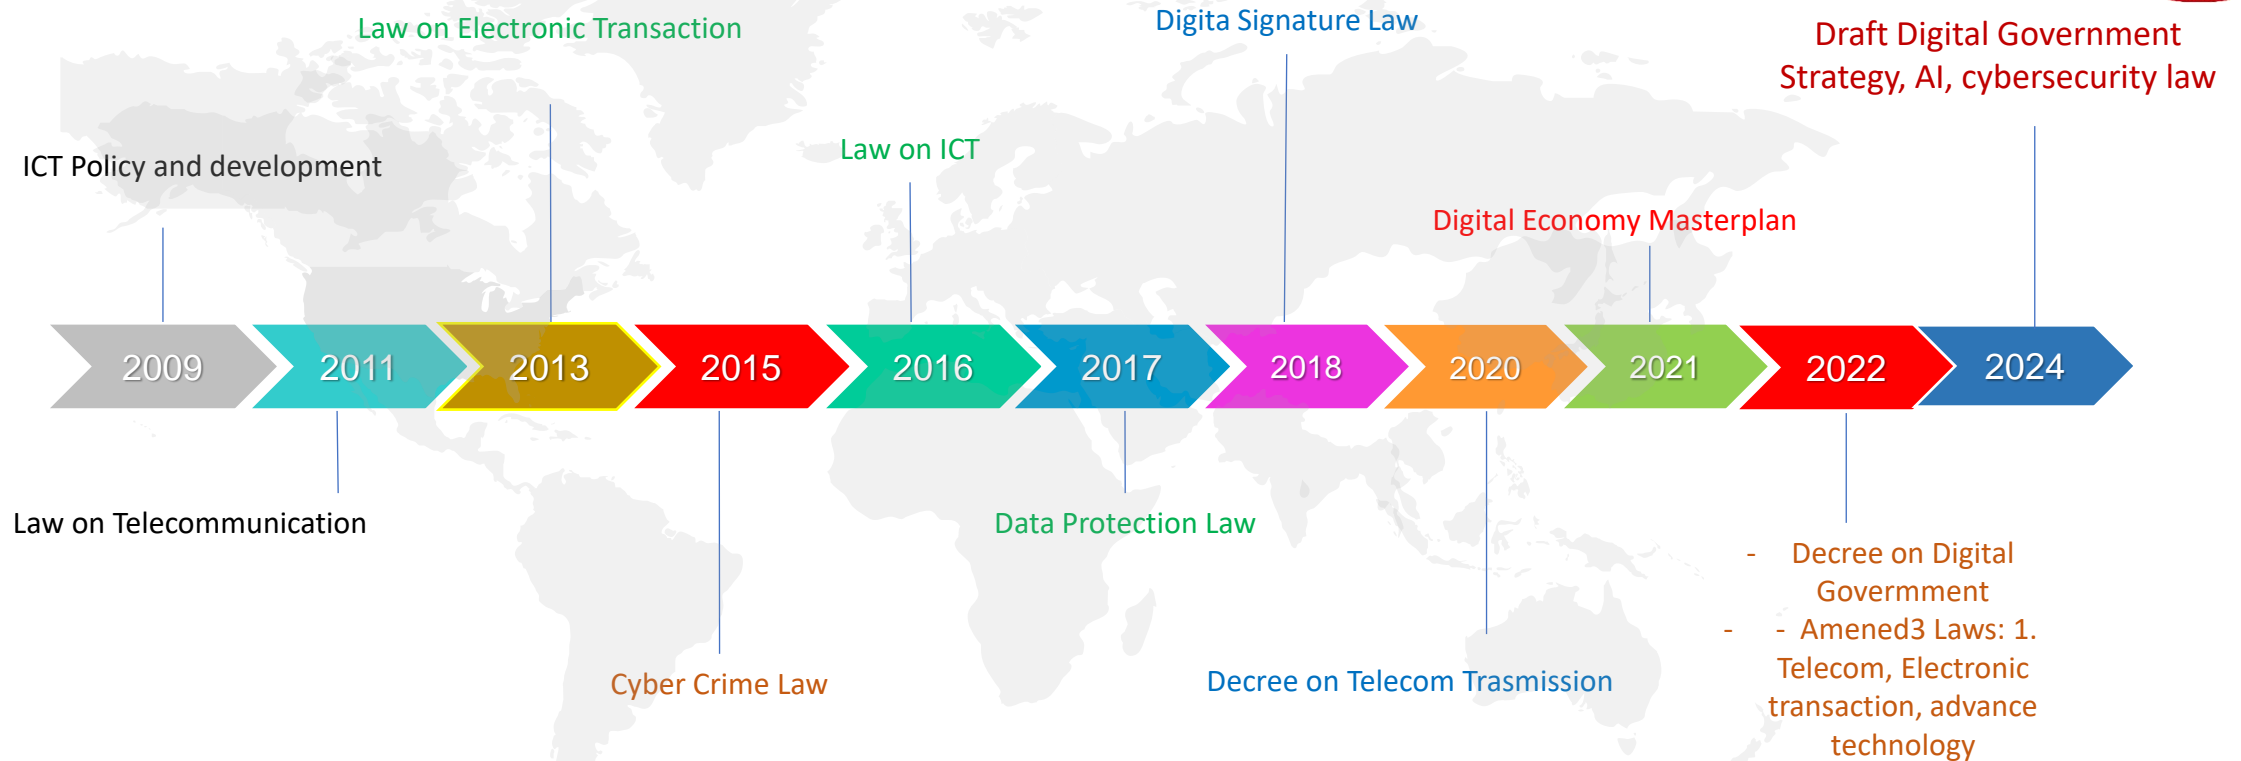 Law on Electronic Transaction
Digita Signature Law
Draft Digital Government
Strategy, AI, cybersecurity law
ICT Policy and development
Law on ICT
Digital Economy Masterplan
2009
2011
2013
2015
2016
2017
2018
2020
2021
2022
2024
Law on Telecommunication
Data Protection Law
Cyber Crime Law
Decree on Telecom Trasmission
- Decree on Digital
Govermment
- - Amened3 Laws: 1.
Telecom, Electronic
transaction, advance
technology